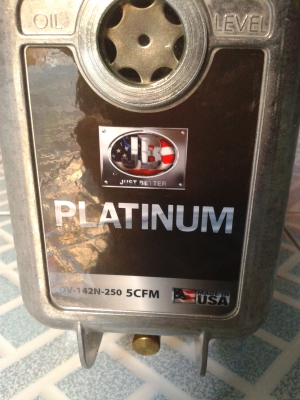 OIL LEVEL
JB
JUST BETTER
PLATINUM
DV-142N-250 5CFM
MADE IN
USA